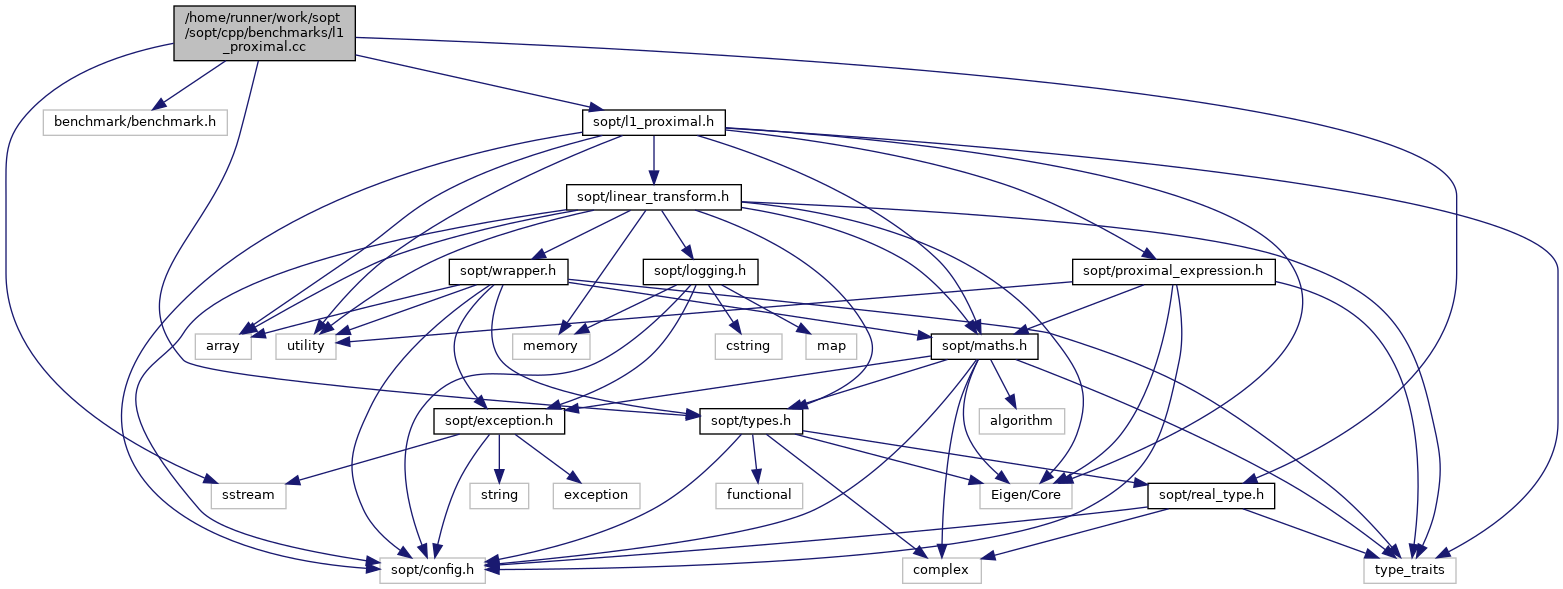 /home/runner/work/sopt
/sopt/cpp/benchmarks/l1
_proximal.cc
benchmark/benchmark.h
sopt/l1_proximal.h
sopt/linear_transform.h
sopt/wrapper.h
sopt/logging.h
sopt/proximal_expression.h
array
utility
memory
cstring
map
sopt/maths.h
sopt/exception.h
sopt/types.h
algorithm
sstream
string
exception
functional
Eigen/Core
sopt/real_type.h
sopt/config.h
complex
type_traits